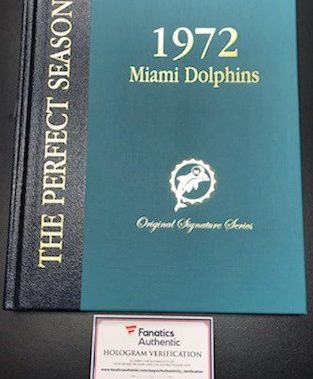 THE PERFECT SEASON
1972
Miami Dolphins
Original Signature Series
Fanatics
Authentic
HOLOGRAM VERIFICATION